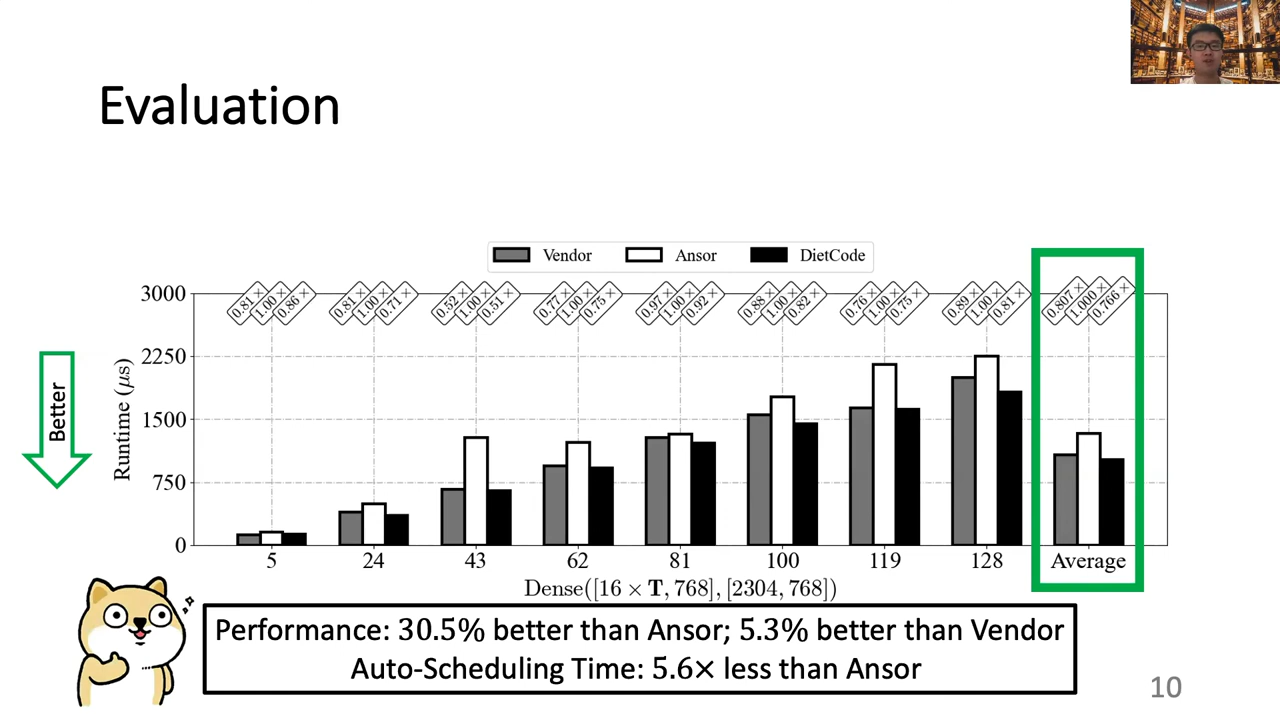 Evaluation
Vendor Ansor DietCode
0.81× 1.00× 0.86× 0.81× 1.00× 0.71× 0.52× 1.00× 0.51× 0.77× 1.00× 0.75× 0.97× 1.00× 0.92× 0.88× 1.00× 0.82× 0.76× 1.00× 0.75× 0.89× 1.00× 0.81× 0.807× 1.000× 0.766×
3000
2250
1500
750
0
Runtime (μs)
Better
5 24 43 62 81 100 119 128 Average
Dense([16 × T, 768], [2304, 768])
Performance: 30.5% better than Ansor; 5.3% better than Vendor
Auto-Scheduling Time: 5.6× less than Ansor
10